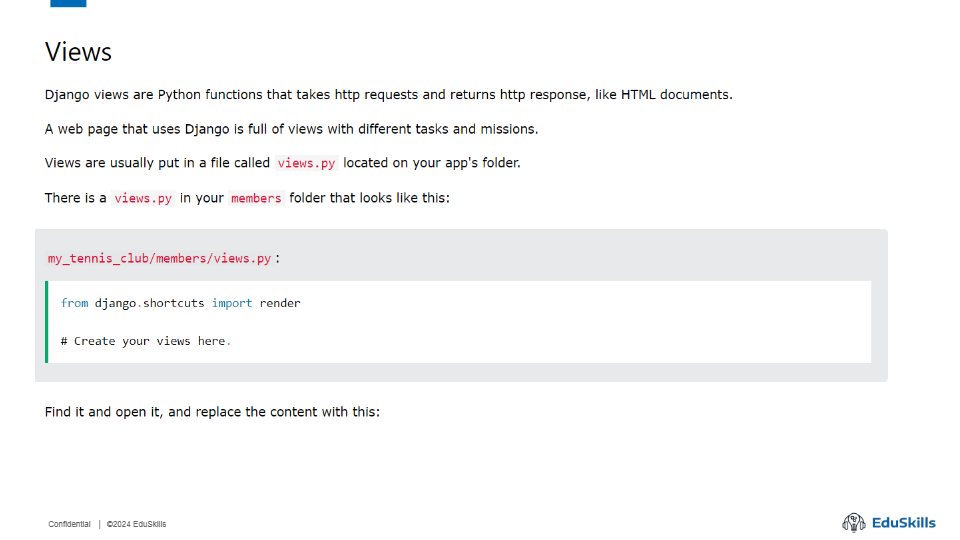 Views
Django views are Python functions that takes http requests and returns http response, like HTML documents.
A web page that uses Django is full of views with different tasks and missions.
Views are usually put in a file called views.py located on your app's folder.
There is a views.py in your members folder that looks like this:
my_tennis_club/members/views.py:
from django.shortcuts import render
# Create your views here.
Find it and open it, and replace the content with this:
Confidential | ©2024 EduSkills
EduSkills